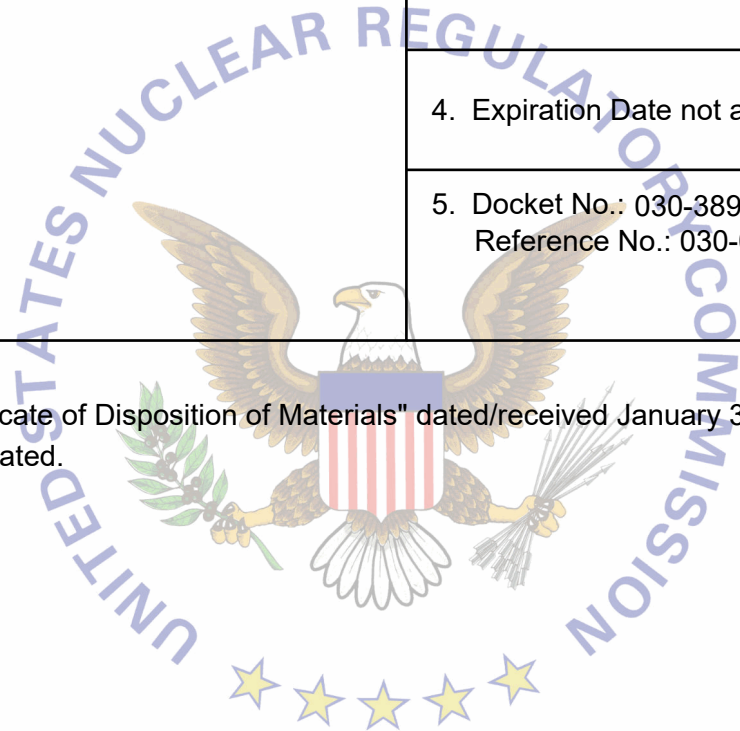 UNITED STATES NUCLEAR REGULATORY COMMISSION
4. Expiration Date not a
5. Docket No.: 030-389
Reference No.: 030-
cate of Disposition of Materials" dated/received January 3
ated.